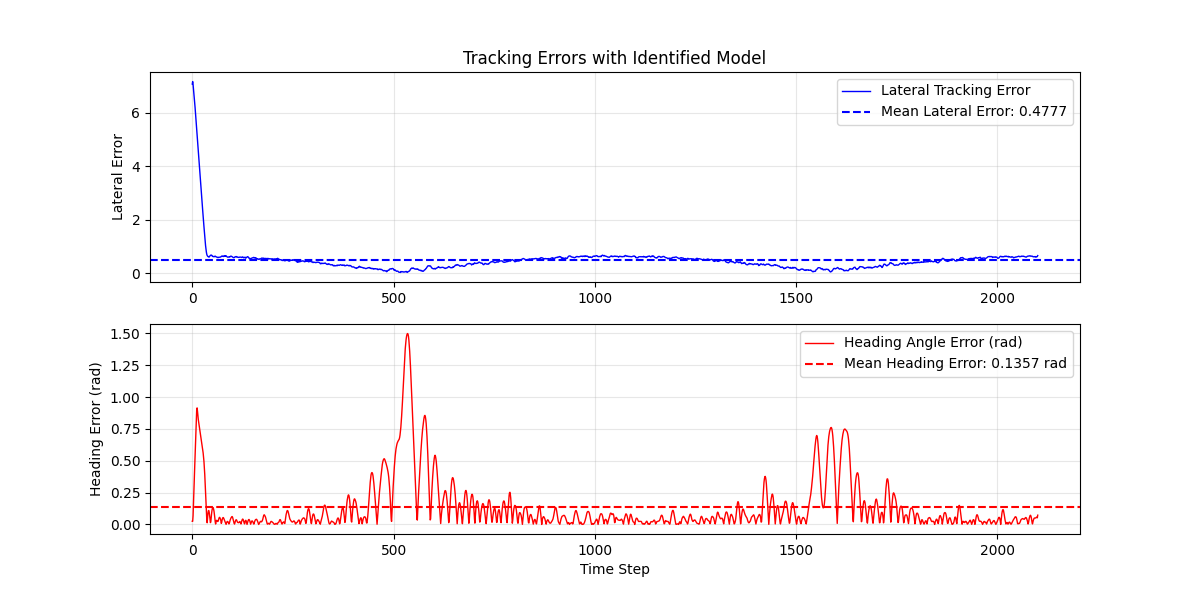 Tracking Errors with Identified Model
Lateral Error
6
4
2
0
Lateral Tracking Error
Mean Lateral Error: 0.4777
0 500 1000 1500 2000
Heading Error (rad)
1.50
1.25
1.00
0.75
0.50
0.25
0.00
Heading Angle Error (rad)
Mean Heading Error: 0.1357 rad
0 500 1000 1500 2000
Time Step